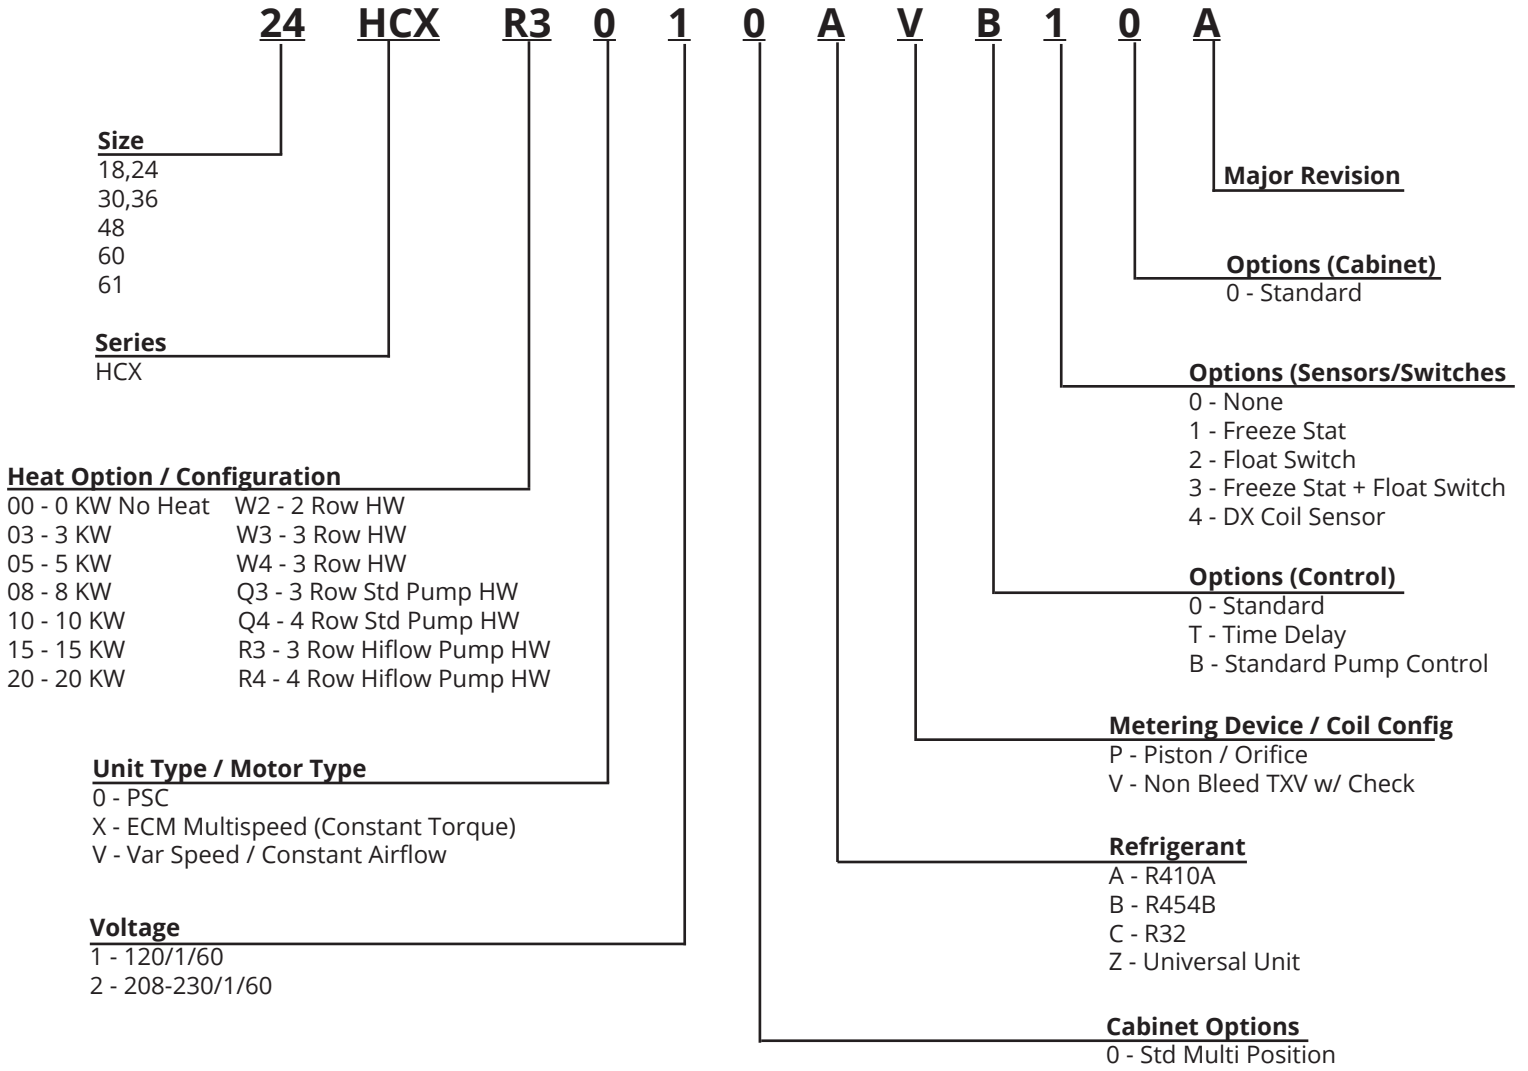 24 HCX R3 0 1 0 A V B 1 0 A
Size
18,24
30,36
48
60
61
Series
HCX
Heat Option / Configuration
00 - 0 KW No Heat W2 - 2 Row HW
03 - 3 KW W3 - 3 Row HW
05 - 5 KW W4 - 3 Row HW
08 - 8 KW Q3 - 3 Row Std Pump HW
10 - 10 KW Q4 - 4 Row Std Pump HW
15 - 15 KW R3 - 3 Row Hiflow Pump HW
20 - 20 KW R4 - 4 Row Hiflow Pump HW
Unit Type / Motor Type
0 - PSC
X - ECM Multispeed (Constant Torque)
V - Var Speed / Constant Airflow
Voltage
1 - 120/1/60
2 - 208-230/1/60
Major Revision
Options (Cabinet)
0 - Standard
Options (Sensors/Switches
0 - None
1 - Freeze Stat
2 - Float Switch
3 - Freeze Stat + Float Switch
4 - DX Coil Sensor
Options (Control)
0 - Standard
T - Time Delay
B - Standard Pump Control
Metering Device / Coil Config
P - Piston / Orifice
V - Non Bleed TXV w/ Check
Refrigerant
A - R410A
B - R454B
C - R32
Z - Universal Unit
Cabinet Options
0 - Std Multi Position